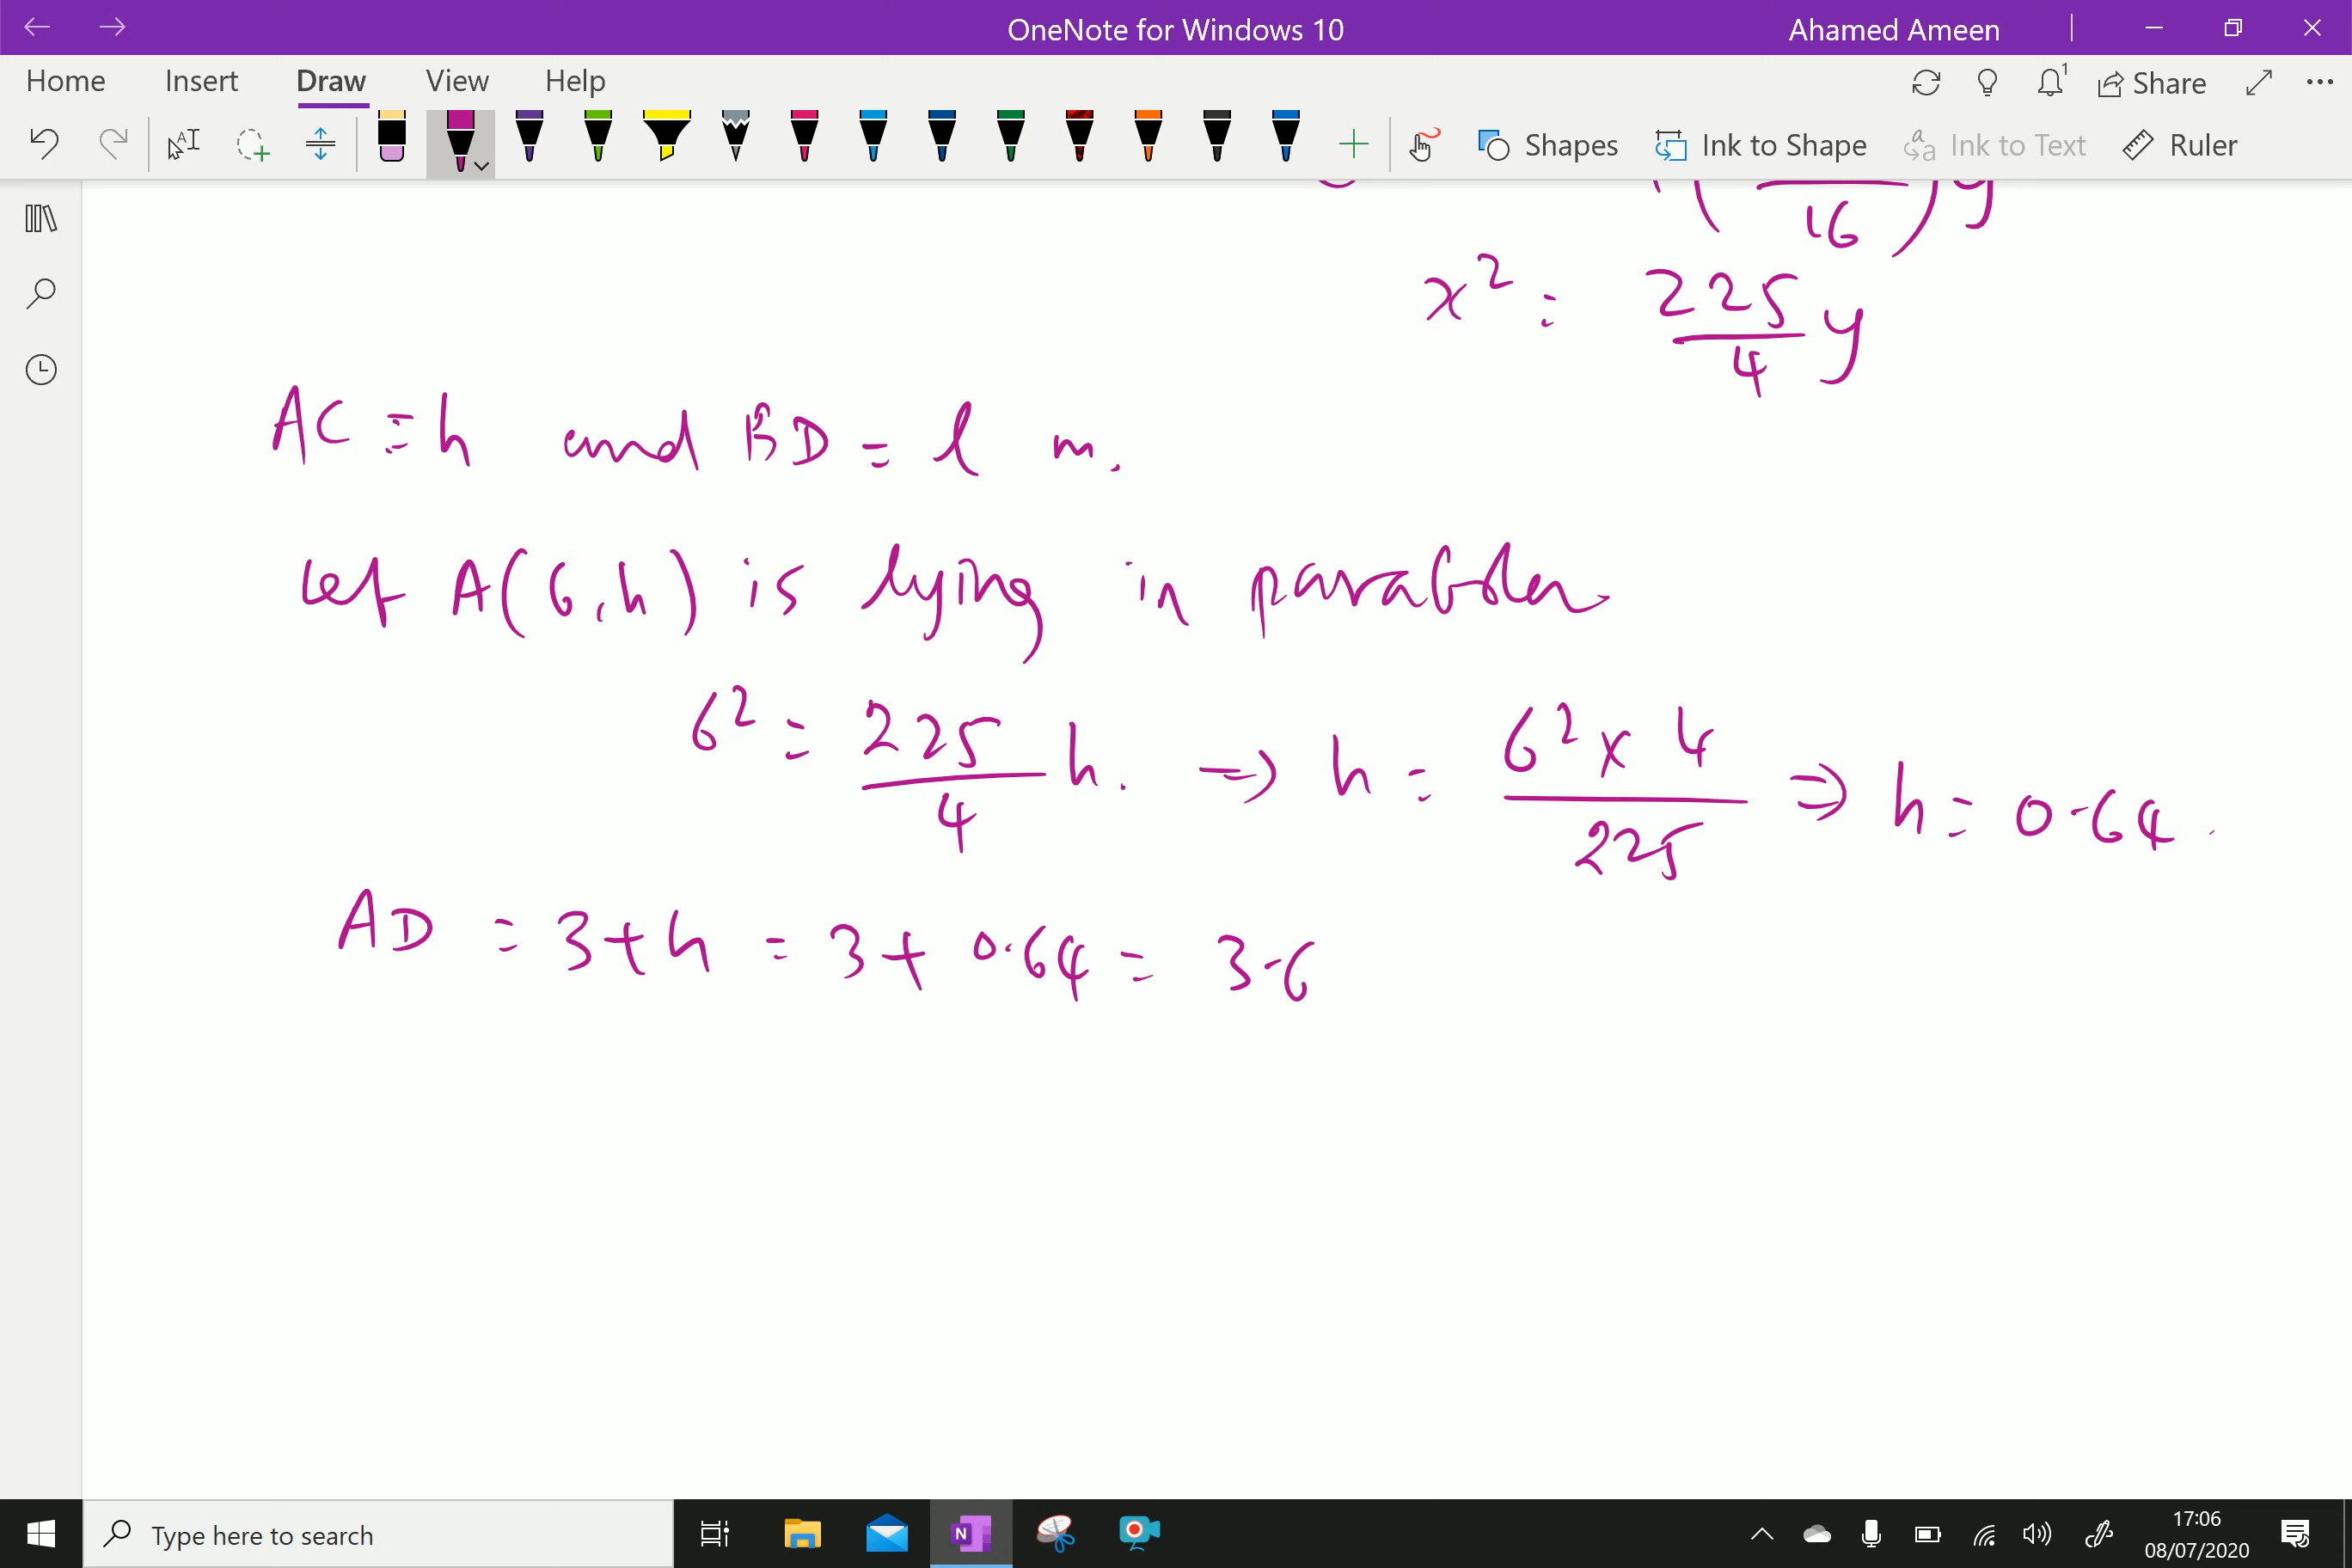 OneNote for Windows 10 Ahamed Ameen
Home Insert Draw View Help 1 Share
Shapes Ink to Shape Ink to Text Ruler
16 ) y
x² = 225/4 y
AC = h and BD = l m.
let A(6,h) is lying in parabola
6² = 225/4 h. ⇒ h = 6² x 4/225 ⇒ h = 0.64.
AD = 3+h = 3+ 0.64 = 3.6
Type here to search
17:06
08/07/2020